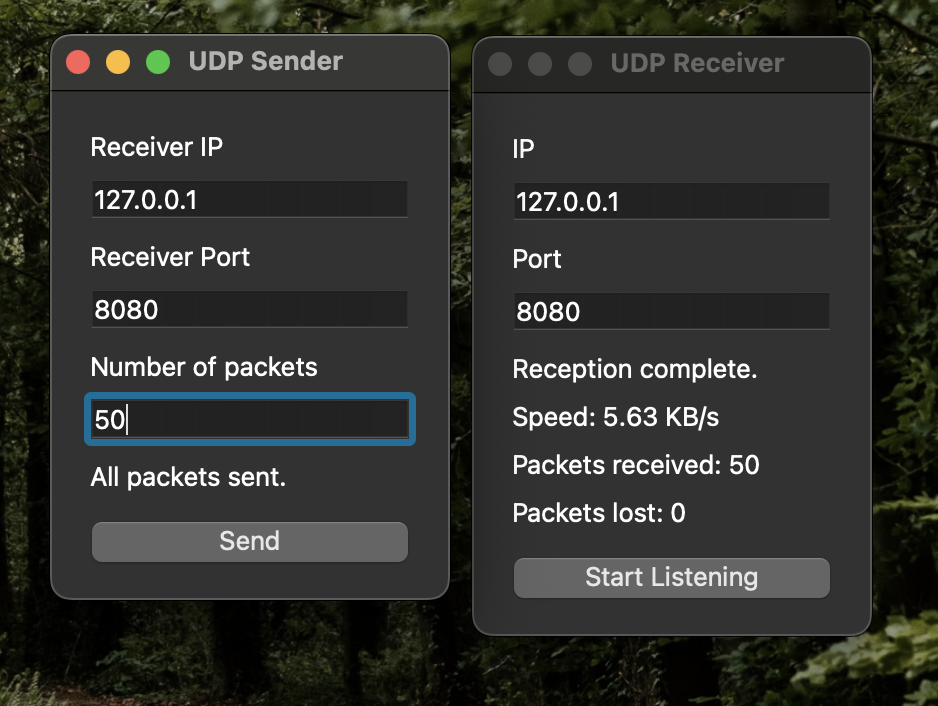 UDP Sender
Receiver IP
127.0.0.1
Receiver Port
8080
Number of packets
50
All packets sent.
Send
UDP Receiver
IP
127.0.0.1
Port
8080
Reception complete.
Speed: 5.63 KB/s
Packets received: 50
Packets lost: 0
Start Listening